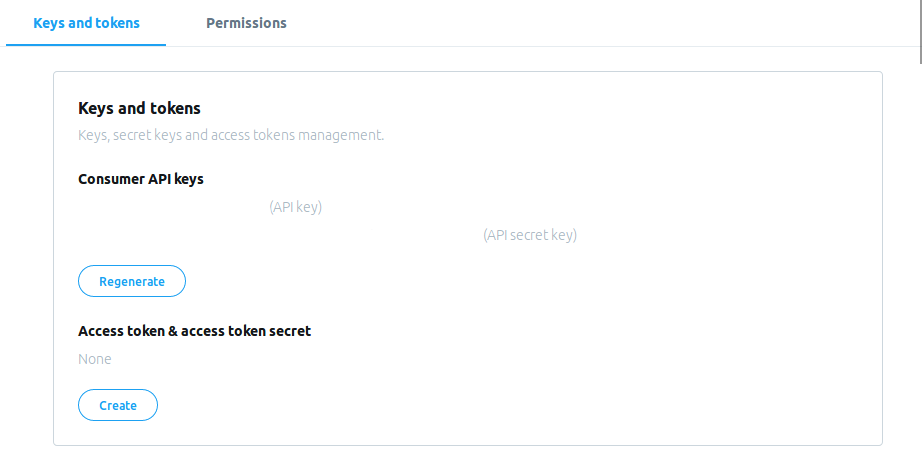 Keys and tokens Permissions
Keys and tokens
Keys, secret keys and access tokens management.
Consumer API keys
(API key)
(API secret key)
Regenerate
Access token & access token secret
None
Create